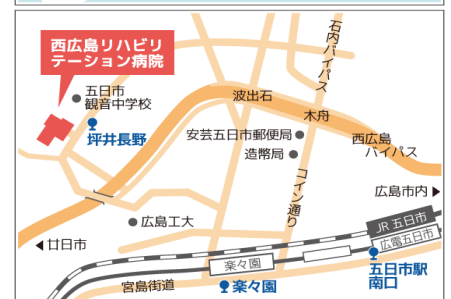 西広島リハビリ
テーション病院
石内バイパス
五日市
観音中学校
坪井長野
波出石
木舟
安芸五日市郵便局
造幣局
西広島
バイパス
広島市内▶
コイン通り
広島工大
JR 五日市
広電五日市
◀廿日市
楽々園
五日市駅
南口
宮島街道
楽々園